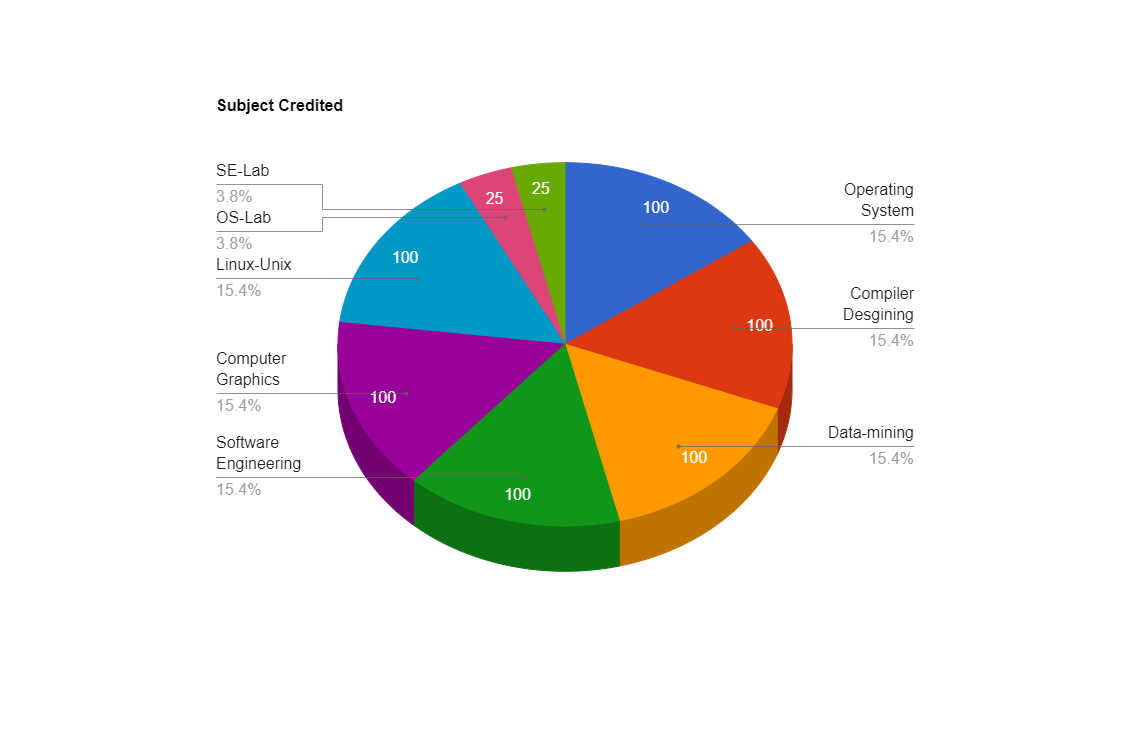 Subject Credited
SE-Lab
3.8%
OS-Lab
3.8%
Linux-Unix
15.4%
Computer
Graphics
15.4%
Software
Engineering
15.4%
25
25
100
100
100
100
100
100
Operating
System
15.4%
Compiler
Desgining
15.4%
Data-mining
15.4%